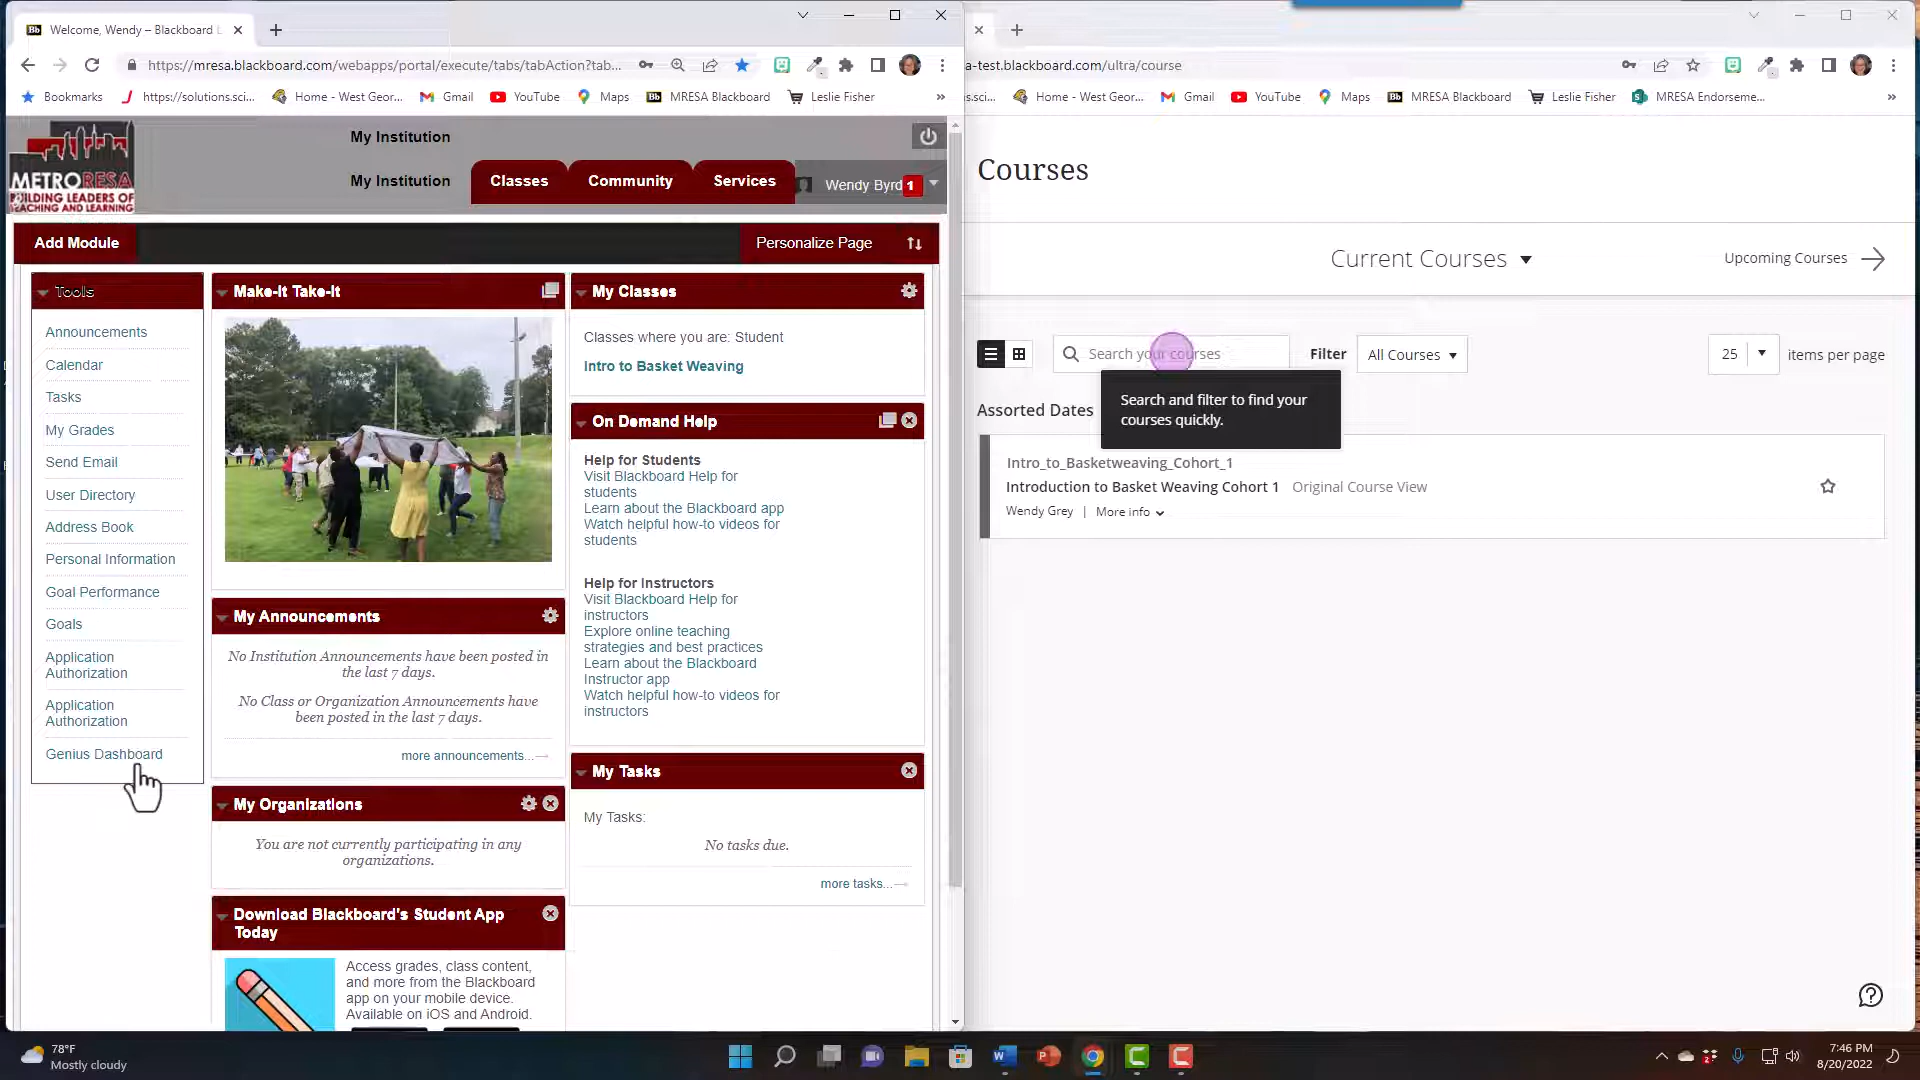 Welcome, Wendy – Blackboard L
https://mresa.blackboard.com/webapps/portal/execute/tabs/tabAction?tab...
a-test.blackboard.com/ultra/course
Bookmarks
https://solutions.sci...
Home - West Geor...
Gmail
YouTube
Maps
MRESA Blackboard
Leslie Fisher
»
.sci...
Home - West Geor...
Gmail
YouTube
Maps
MRESA Blackboard
Leslie Fisher
MRESA Endorseme...
»
METRORESA
BUILDING LEADERS OF
TEACHING AND LEARNING
My Institution
My Institution
Classes
Community
Services
Wendy Byrd 1
Add Module
Personalize Page
Tools
Announcements
Calendar
Tasks
My Grades
Send Email
User Directory
Address Book
Personal Information
Goal Performance
Goals
Application
Authorization
Application
Authorization
Genius Dashboard
Make-It Take-It
My Announcements
No Institution Announcements have been posted in
the last 7 days.
No Class or Organization Announcements have
been posted in the last 7 days.
more announcements...→
My Organizations
You are not currently participating in any
organizations.
Download Blackboard's Student App
Today
Access grades, class content,
and more from the Blackboard
app on your mobile device.
Available on iOS and Android.
My Classes
Classes where you are: Student
Intro to Basket Weaving
On Demand Help
Help for Students
Visit Blackboard Help for
students
Learn about the Blackboard app
Watch helpful how-to videos for
students
Help for Instructors
Visit Blackboard Help for
instructors
Explore online teaching
strategies and best practices
Learn about the Blackboard
Instructor app
Watch helpful how-to videos for
instructors
My Tasks
My Tasks:
No tasks due.
more tasks...→
Courses
Current Courses
Upcoming Courses
Search your courses
Filter
All Courses
25
items per page
Search and filter to find your
courses quickly.
Assorted Dates
Intro_to_Basketweaving_Cohort_1
Introduction to Basket Weaving Cohort 1 Original Course View
Wendy Grey | More info
78°F
Mostly cloudy
7:46 PM
8/20/2022